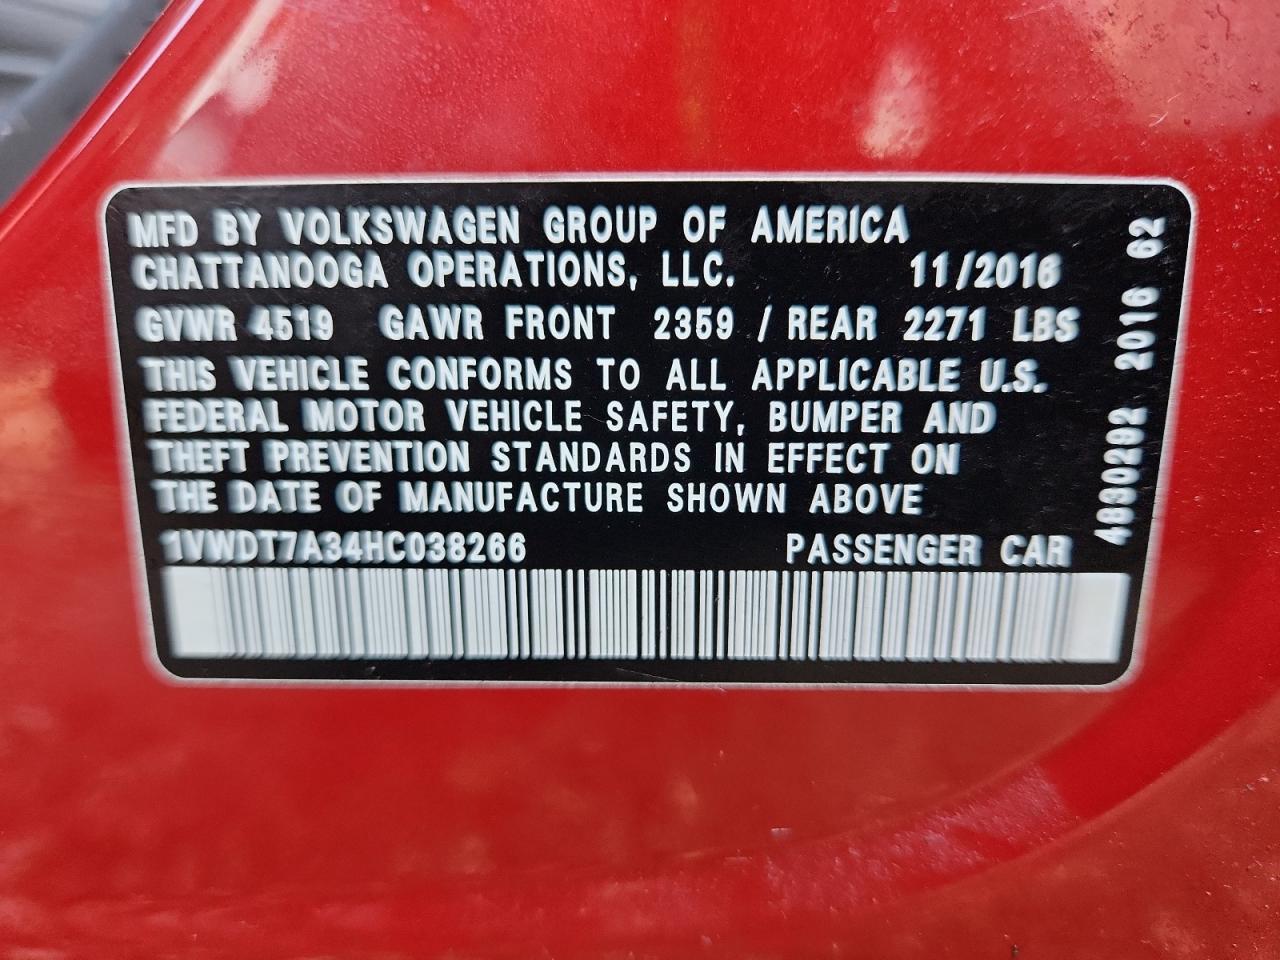 MFD BY VOLKSWAGEN GROUP OF AMERICA
CHATTANOOGA OPERATIONS, LLC. 11/2016
GVWR 4519 GAWR FRONT 2359 / REAR 2271 LBS
THIS VEHICLE CONFORMS TO ALL APPLICABLE U.S.
FEDERAL MOTOR VEHICLE SAFETY, BUMPER AND
THEFT PREVENTION STANDARDS IN EFFECT ON
THE DATE OF MANUFACTURE SHOWN ABOVE
1VWDT7A34HC038266 PASSENGER CAR
4830292 2016 62